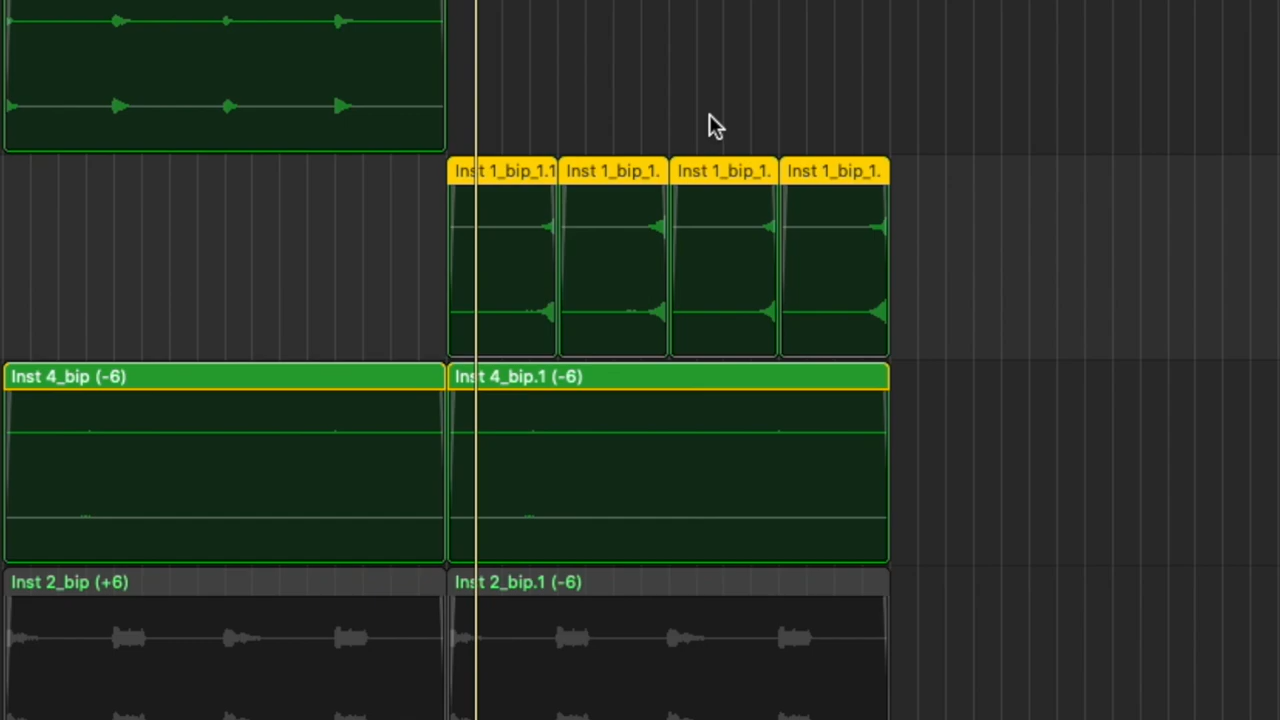 Inst 1_bip_1.1 Inst 1_bip_1. Inst 1_bip_1. Inst 1_bip_1.
Inst 4_bip (-6) Inst 4_bip.1 (-6)
Inst 2_bip (+6) Inst 2_bip.1 (-6)